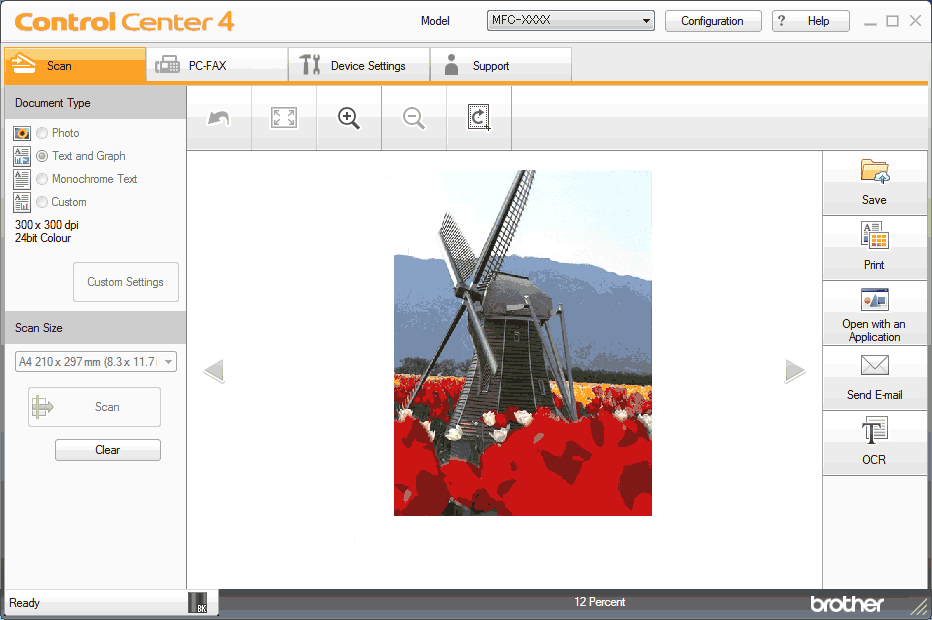 Control Center 4
Model
MFC-XXXX
Configuration
? Help
Scan
PC-FAX
Device Settings
Support
Document Type
Photo
Text and Graph
Monochrome Text
Custom
300 x 300 dpi
24bit Colour
Custom Settings
Scan Size
A4 210 x 297 mm (8.3 x 11.7
Scan
Clear
Save
Print
Open with an
Application
Send E-mail
OCR
Ready
BK
12 Percent
brother